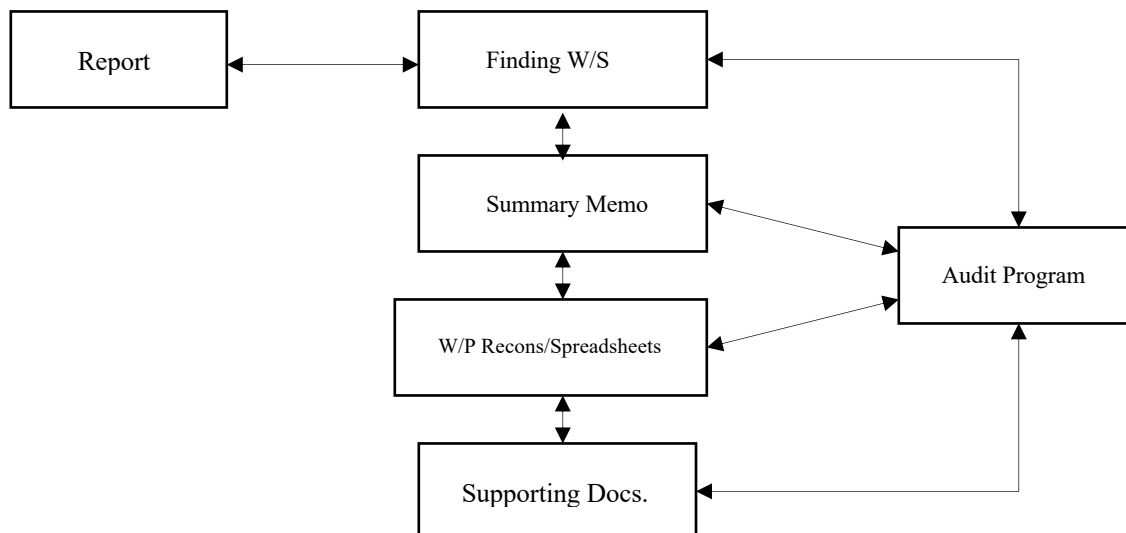 Report
Finding W/S
Summary Memo
Audit Program
W/P Recons/Spreadsheets
Supporting Docs.